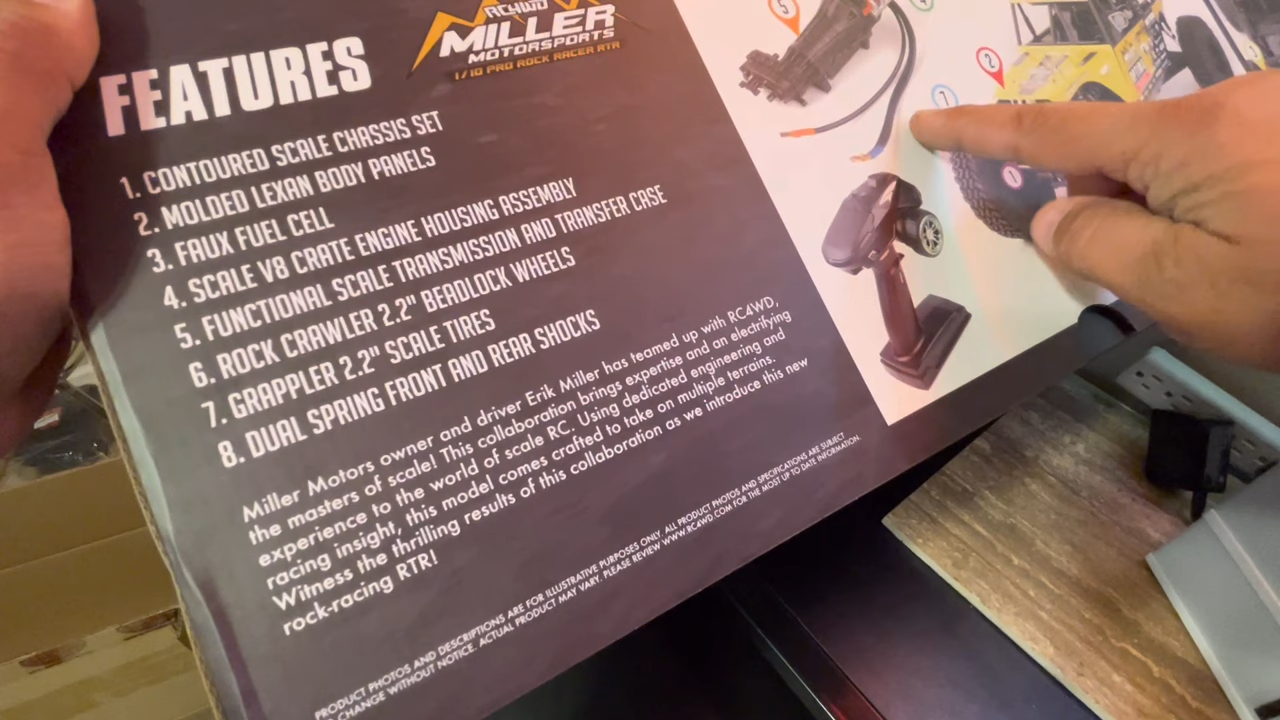 RC4WD
MILLER
MOTORSPORTS
1/10 PRO ROCK RACER RTR
FEATURES
1. CONTOURED SCALE CHASSIS SET
2. MOLDED LEXAN BODY PANELS
3. FAUX FUEL CELL
4. SCALE V8 CRATE ENGINE HOUSING ASSEMBLY
5. FUNCTIONAL SCALE TRANSMISSION AND TRANSFER CASE
6. ROCK CRAWLER 2.2" BEADLOCK WHEELS
7. GRAPPLER 2.2" SCALE TIRES
8. DUAL SPRING FRONT AND REAR SHOCKS
Miller Motors owner and driver Erik Miller has teamed up with RC4WD,
the masters of scale! This collaboration brings expertise and an electrifying
experience to the world of scale RC. Using dedicated engineering and
racing insight, this model comes crafted to take on multiple terrains.
Witness the thrilling results of this collaboration as we introduce this new
rock-racing RTR!
PRODUCT PHOTOS AND DESCRIPTIONS ARE FOR ILLUSTRATIVE PURPOSES ONLY. ALL PRODUCT PHOTOS AND SPECIFICATIONS ARE SUBJECT
TO CHANGE WITHOUT NOTICE. ACTUAL PRODUCT MAY VARY. PLEASE REVIEW WWW.RC4WD.COM FOR THE MOST UP TO DATE INFORMATION.
5
4
2
7